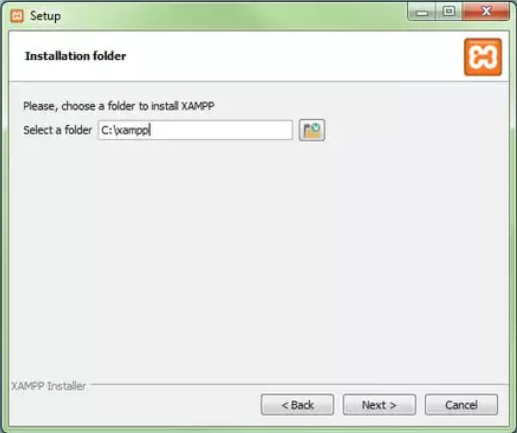 Setup
Installation folder
Please, choose a folder to install XAMPP
Select a folder C:\xampp
XAMPP Installer
< Back Next > Cancel